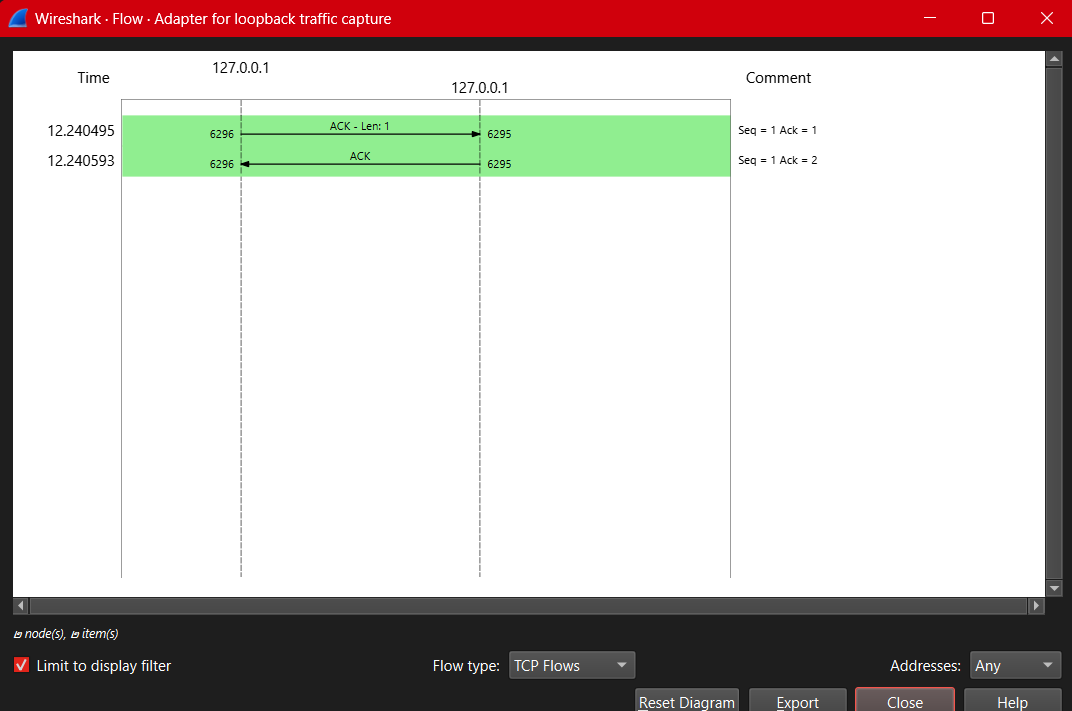 Wireshark · Flow · Adapter for loopback traffic capture
Time
127.0.0.1
127.0.0.1
Comment
12.240495
6296
ACK - Len: 1
6295
Seq = 1 Ack = 1
12.240593
6296
ACK
6295
Seq = 1 Ack = 2
node(s), item(s)
Limit to display filter
Flow type:
TCP Flows
Addresses:
Any
Reset Diagram
Export
Close
Help